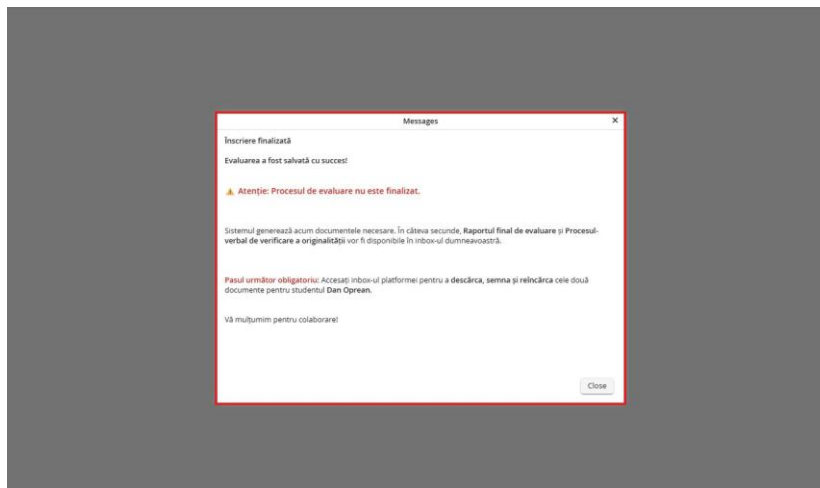 Messages ×
Înscriere finalizată
Evaluarea a fost salvată cu succes!
⚠ Atenție: Procesul de evaluare nu este finalizat.
Sistemul generează acum documentele necesare. În câteva secunde, Raportul final de evaluare și Procesul-
verbal de verificare a originalității vor fi disponibile în inbox-ul dumneavoastră.
Pasul următor obligatoriu: Accesați inbox-ul platformei pentru a descărca, semna și reîncărca cele două
documente pentru studentul Dan Oprean.
Vă mulțumim pentru colaborare!
Close